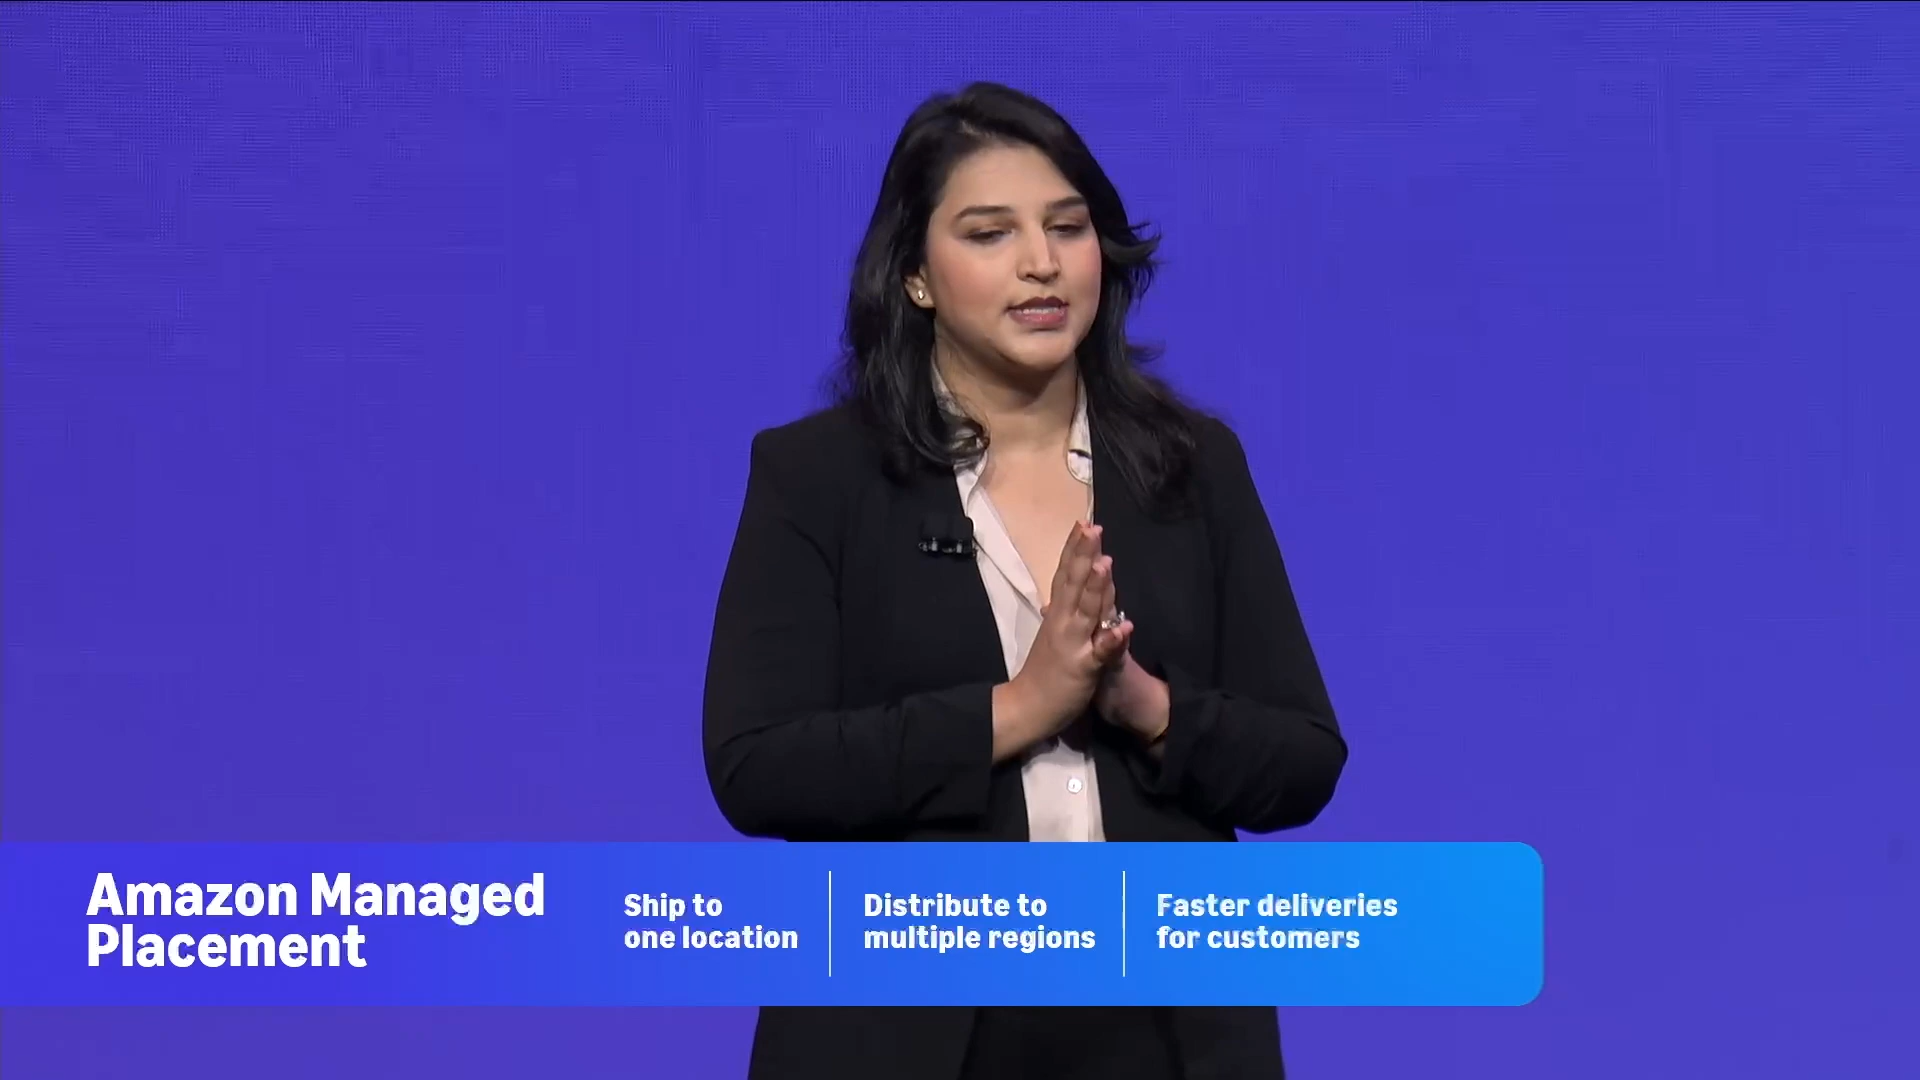 Amazon Managed
Placement
Ship to
one location
Distribute to
multiple regions
Faster deliveries
for customers